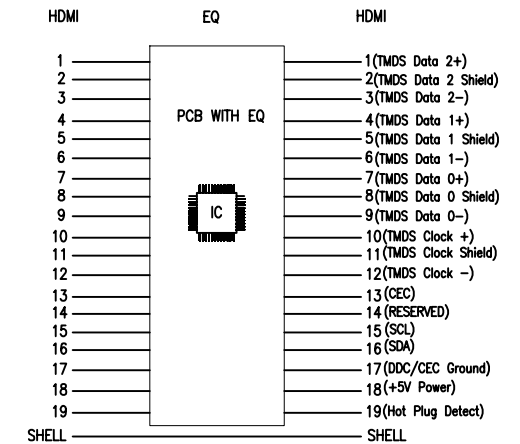 HDMI EQ HDMI
1 1(TMDS Data 2+)
2 2(TMDS Data 2 Shield)
3 3(TMDS Data 2-)
4 PCB WITH EQ 4(TMDS Data 1+)
5 5(TMDS Data 1 Shield)
6 6(TMDS Data 1-)
7 7(TMDS Data 0+)
8 8(TMDS Data 0 Shield)
9 IC 9(TMDS Data 0-)
10 10(TMDS Clock +)
11 11(TMDS Clock Shield)
12 12(TMDS Clock -)
13 13(CEC)
14 14(RESERVED)
15 15(SCL)
16 16(SDA)
17 17(DDC/CEC Ground)
18 18(+5V Power)
19 19(Hot Plug Detect)
SHELL SHELL